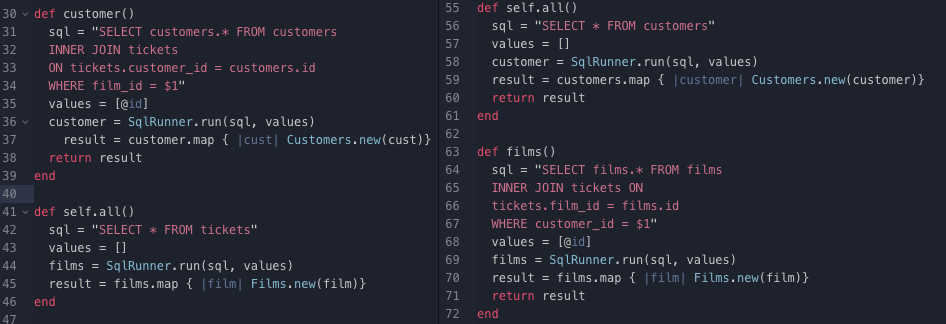 30 def customer()
31   sql = "SELECT customers.* FROM customers
32   INNER JOIN tickets
33   ON tickets.customer_id = customers.id
34   WHERE film_id = $1"
35   values = [@id]
36   customer = SqlRunner.run(sql, values)
37     result = customer.map { |cust| Customers.new(cust)}
38   return result
39 end
40
41 def self.all()
42   sql = "SELECT * FROM tickets"
43   values = []
44   films = SqlRunner.run(sql, values)
45   result = films.map { |film| Films.new(film)}
46 end
47
55 def self.all()
56   sql = "SELECT * FROM customers"
57   values = []
58   customer = SqlRunner.run(sql, values)
59   result = customers.map { |customer| Customers.new(customer)}
60   return result
61 end
62
63 def films()
64   sql = "SELECT films.* FROM films
65   INNER JOIN tickets ON
66   tickets.film_id = films.id
67   WHERE customer_id = $1"
68   values = [@id]
69   films = SqlRunner.run(sql, values)
70   result = films.map { |film| Films.new(film)}
71   return result
72 end